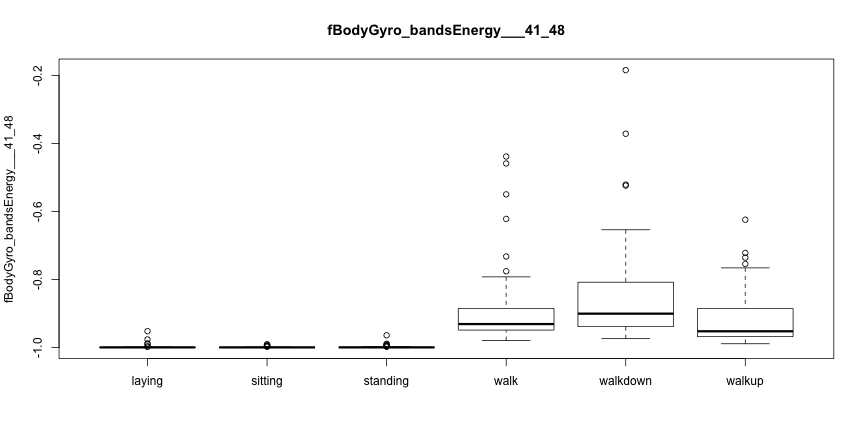 fBodyGyro_bandsEnergy___41_48
fBodyGyro_bandsEnergy___41_48
-0.2
-0.4
-0.6
-0.8
-1.0
laying sitting standing walk walkdown walkup